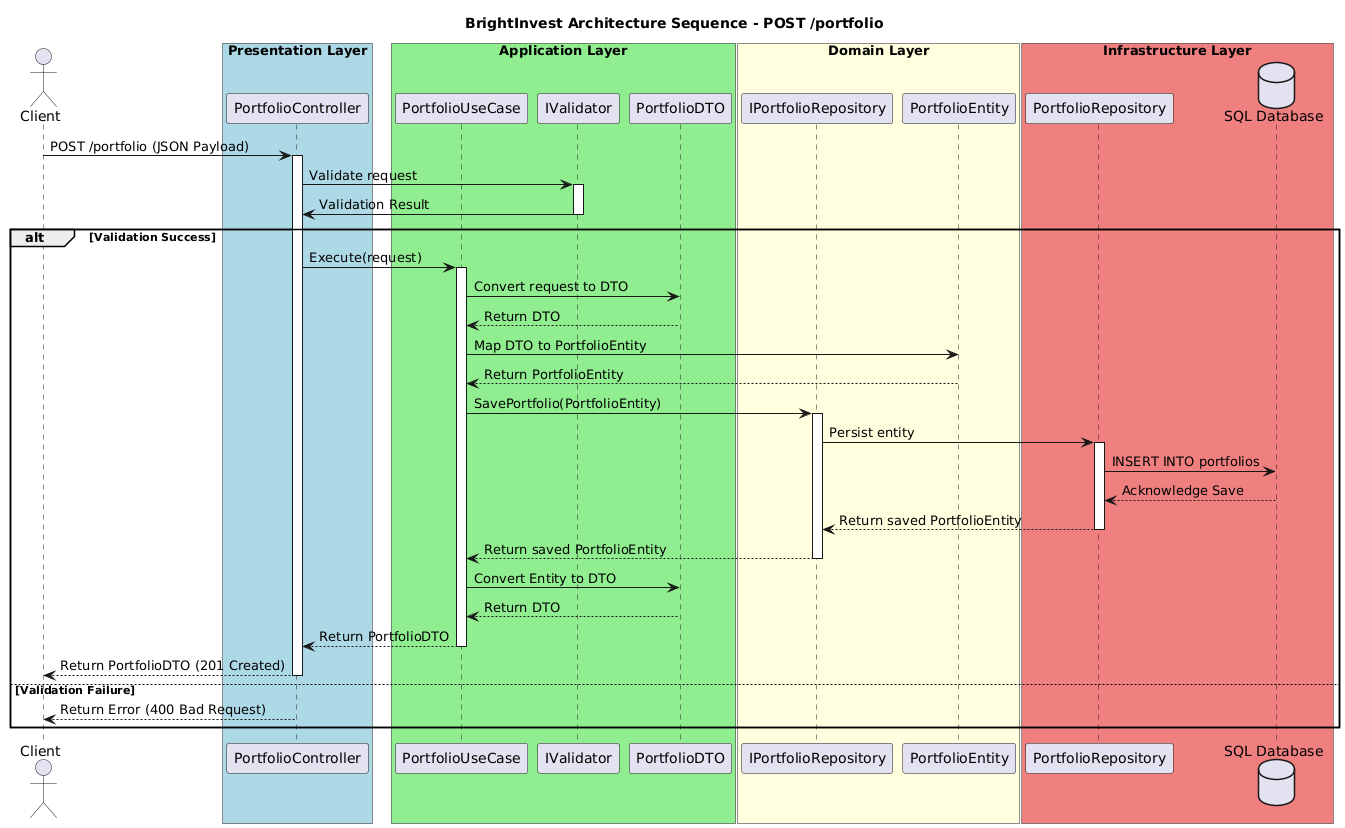 BrightInvest Architecture Sequence - POST /portfolio
Presentation Layer
Application Layer
Domain Layer
Infrastructure Layer
Client
PortfolioController
PortfolioUseCase
IValidator
PortfolioDTO
IPortfolioRepository
PortfolioEntity
PortfolioRepository
SQL Database
POST /portfolio (JSON Payload)
Validate request
Validation Result
alt
[Validation Success]
Execute(request)
Convert request to DTO
Return DTO
Map DTO to PortfolioEntity
Return PortfolioEntity
SavePortfolio(PortfolioEntity)
Persist entity
INSERT INTO portfolios
Acknowledge Save
Return saved PortfolioEntity
Return saved PortfolioEntity
Convert Entity to DTO
Return DTO
Return PortfolioDTO
Return PortfolioDTO (201 Created)
[Validation Failure]
Return Error (400 Bad Request)
Client
PortfolioController
PortfolioUseCase
IValidator
PortfolioDTO
IPortfolioRepository
PortfolioEntity
PortfolioRepository
SQL Database